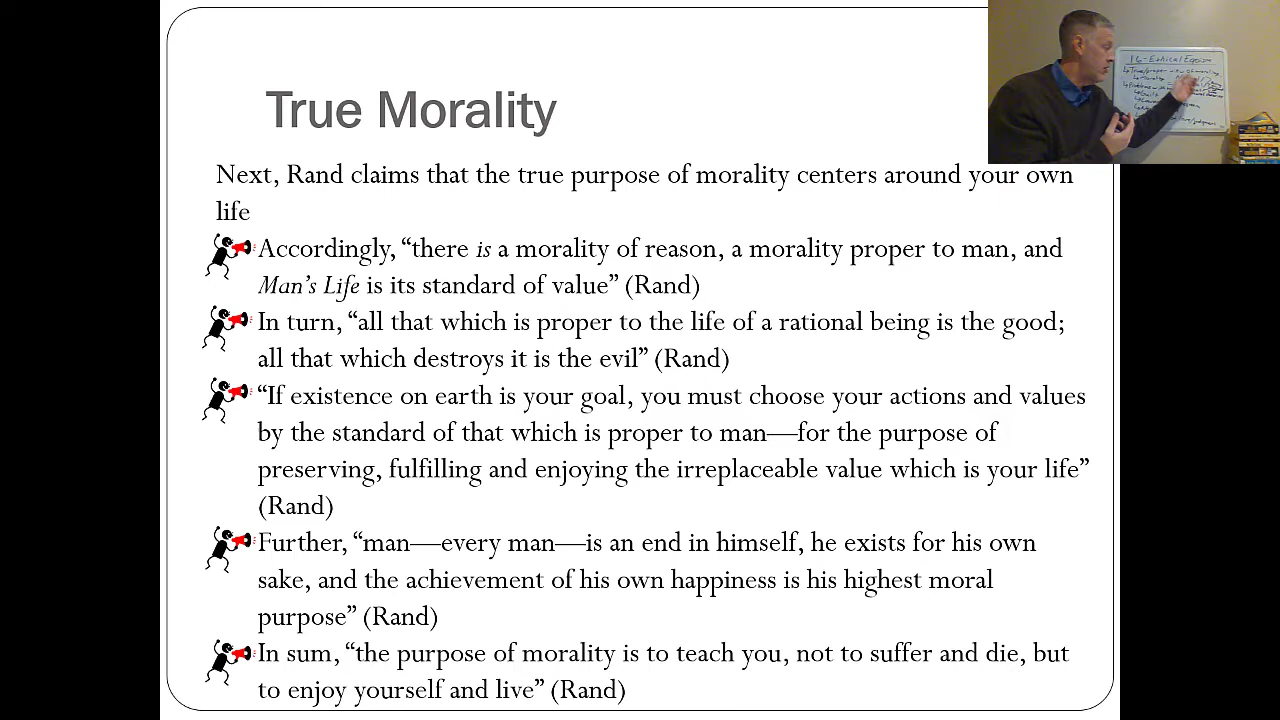 True Morality
16-Ethical Egoism
Next, Rand claims that the true purpose of morality centers around your own
life
Accordingly, “there is a morality of reason, a morality proper to man, and
Man’s Life is its standard of value” (Rand)
In turn, “all that which is proper to the life of a rational being is the good;
all that which destroys it is the evil” (Rand)
“If existence on earth is your goal, you must choose your actions and values
by the standard of that which is proper to man—for the purpose of
preserving, fulfilling and enjoying the irreplaceable value which is your life”
(Rand)
Further, “man—every man—is an end in himself, he exists for his own
sake, and the achievement of his own happiness is his highest moral
purpose” (Rand)
In sum, “the purpose of morality is to teach you, not to suffer and die, but
to enjoy yourself and live” (Rand)